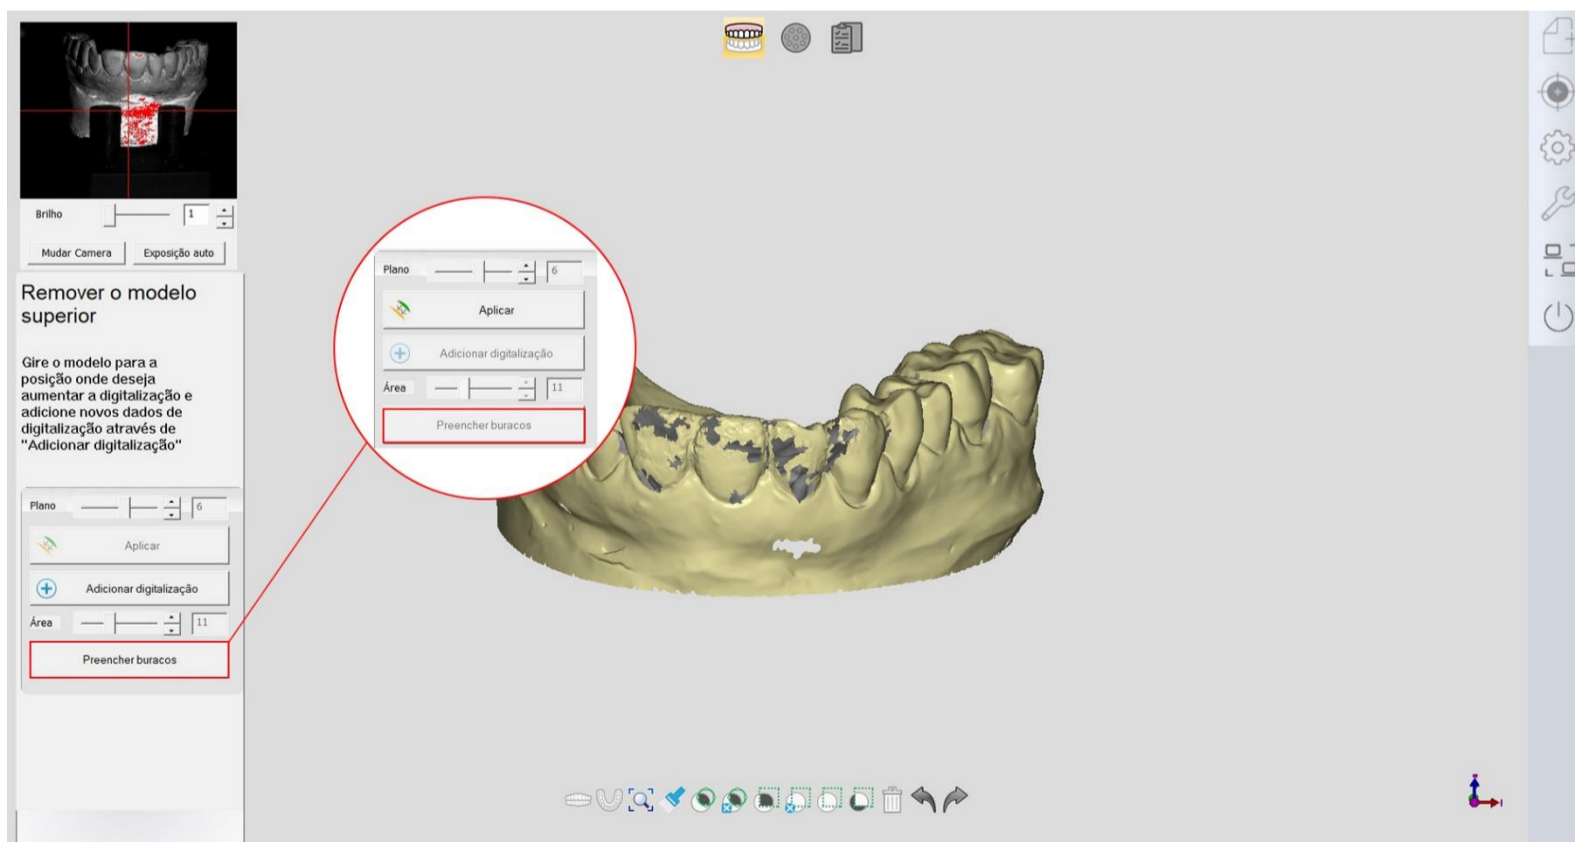 Brilho
1
Mudar Camera
Exposição auto
Remover o modelo
superior
Gire o modelo para a
posição onde deseja
aumentar a digitalização e
adicione novos dados de
digitalização através de
"Adicionar digitalização"
Plano
6
Aplicar
Adicionar digitalização
Área
11
Preencher buracos
Plano
6
Aplicar
Adicionar digitalização
Área
11
Preencher buracos